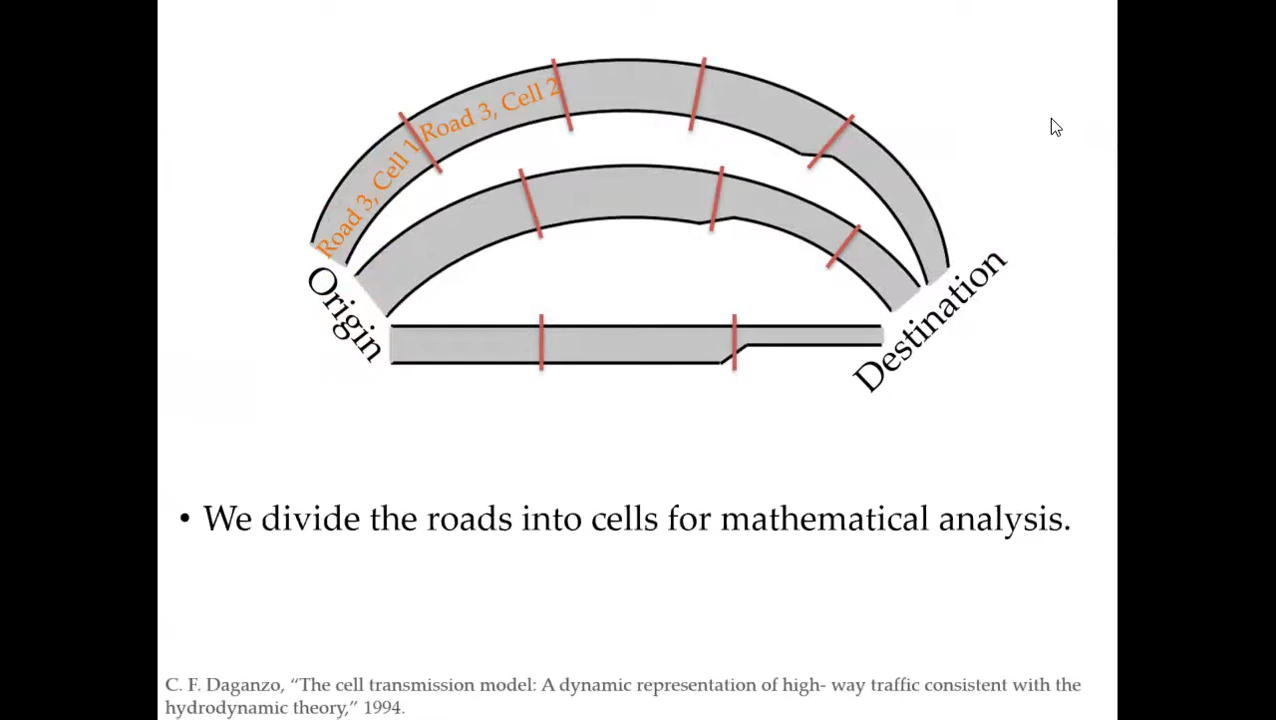 Road 3, Cell 1
Road 3, Cell 2
Origin
Destination
• We divide the roads into cells for mathematical analysis.
C. F. Daganzo, “The cell transmission model: A dynamic representation of high- way traffic consistent with the
hydrodynamic theory,” 1994.